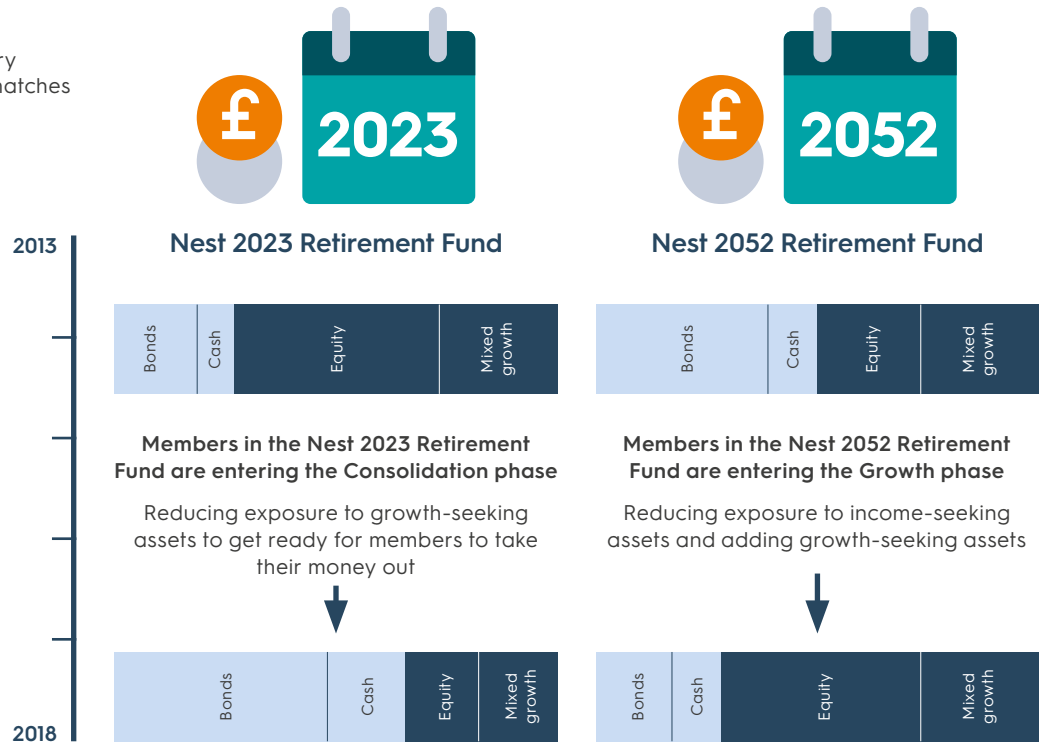 £
2023
£
2052
2013
Nest 2023 Retirement Fund
Nest 2052 Retirement Fund
Bonds
Cash
Equity
Mixed
growth
Bonds
Cash
Equity
Mixed
growth
Members in the Nest 2023 Retirement
Fund are entering the Consolidation phase
Reducing exposure to growth-seeking
assets to get ready for members to take
their money out
Members in the Nest 2052 Retirement
Fund are entering the Growth phase
Reducing exposure to income-seeking
assets and adding growth-seeking assets
2018
Bonds
Cash
Equity
Mixed
growth
Bonds
Cash
Equity
Mixed
growth